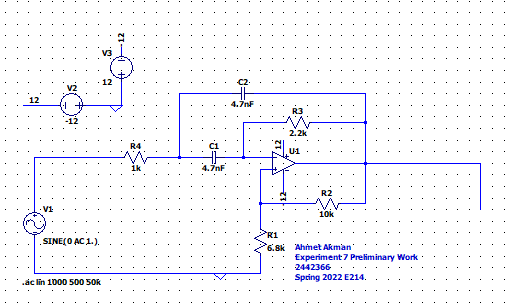 12
V3
12
V2
12
-12
C2
4.7nF
R3
2.2k
R4
1k
C1
4.7nF
12
U1
12
R2
10k
V1
SINE(0 AC 1.)
R1
6.8k
Ahmet Akman
Experiment 7 Preliminary Work
2442366
Spring 2022 E214
.ac lin 1000 500 50k